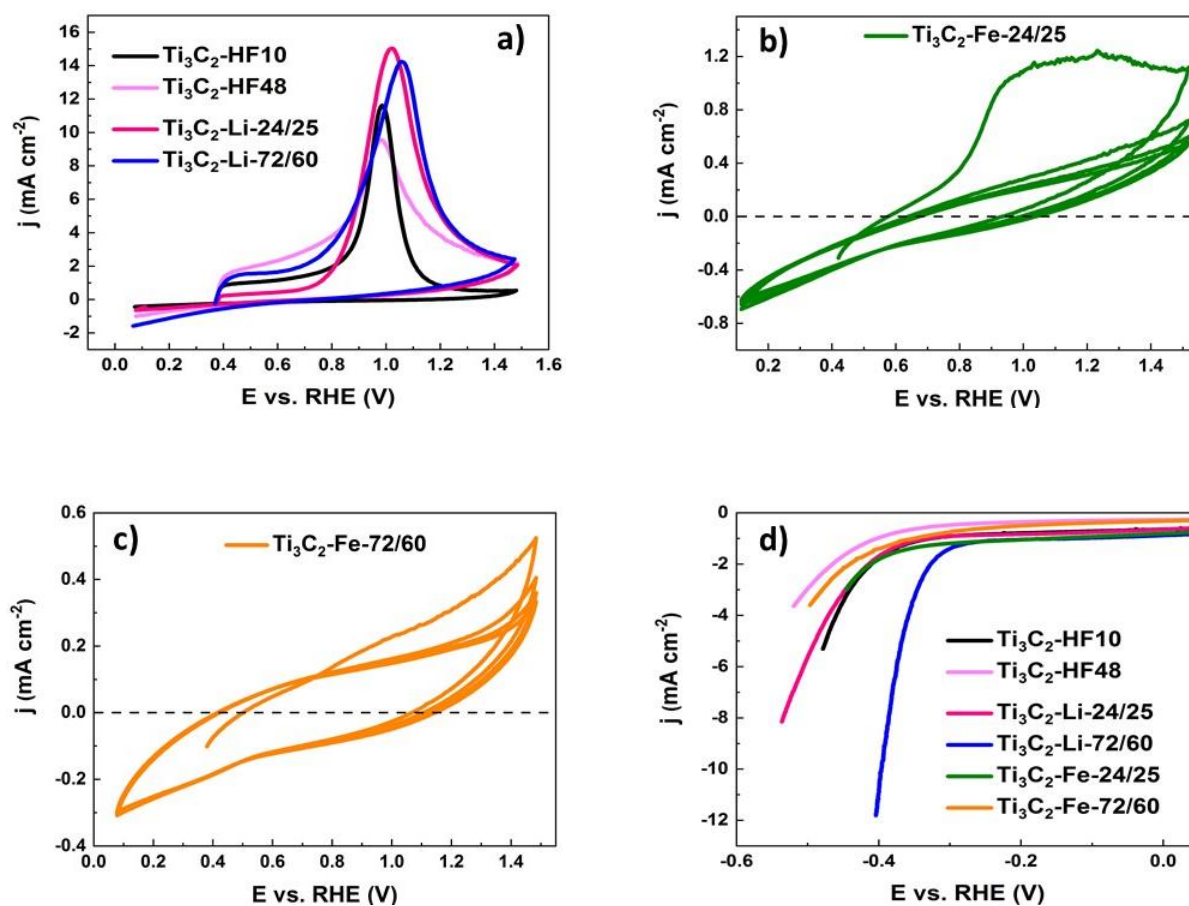 a)
Ti₃C₂-HF10
Ti₃C₂-HF48
Ti₃C₂-Li-24/25
Ti₃C₂-Li-72/60
j (mA cm⁻²)
16
14
12
10
8
6
4
2
0
-2
0.0 0.2 0.4 0.6 0.8 1.0 1.2 1.4 1.6
E vs. RHE (V)
b)
Ti₃C₂-Fe-24/25
j (mA cm⁻²)
1.2
0.8
0.4
0.0
-0.4
-0.8
0.2 0.4 0.6 0.8 1.0 1.2 1.4
E vs. RHE (V)
c)
Ti₃C₂-Fe-72/60
j (mA cm⁻²)
0.6
0.4
0.2
0.0
-0.2
-0.4
0.0 0.2 0.4 0.6 0.8 1.0 1.2 1.4
E vs. RHE (V)
d)
j (mA cm⁻²)
0
-2
-4
-6
-8
-10
-12
Ti₃C₂-HF10
Ti₃C₂-HF48
Ti₃C₂-Li-24/25
Ti₃C₂-Li-72/60
Ti₃C₂-Fe-24/25
Ti₃C₂-Fe-72/60
-0.6 -0.4 -0.2 0.0
E vs. RHE (V)